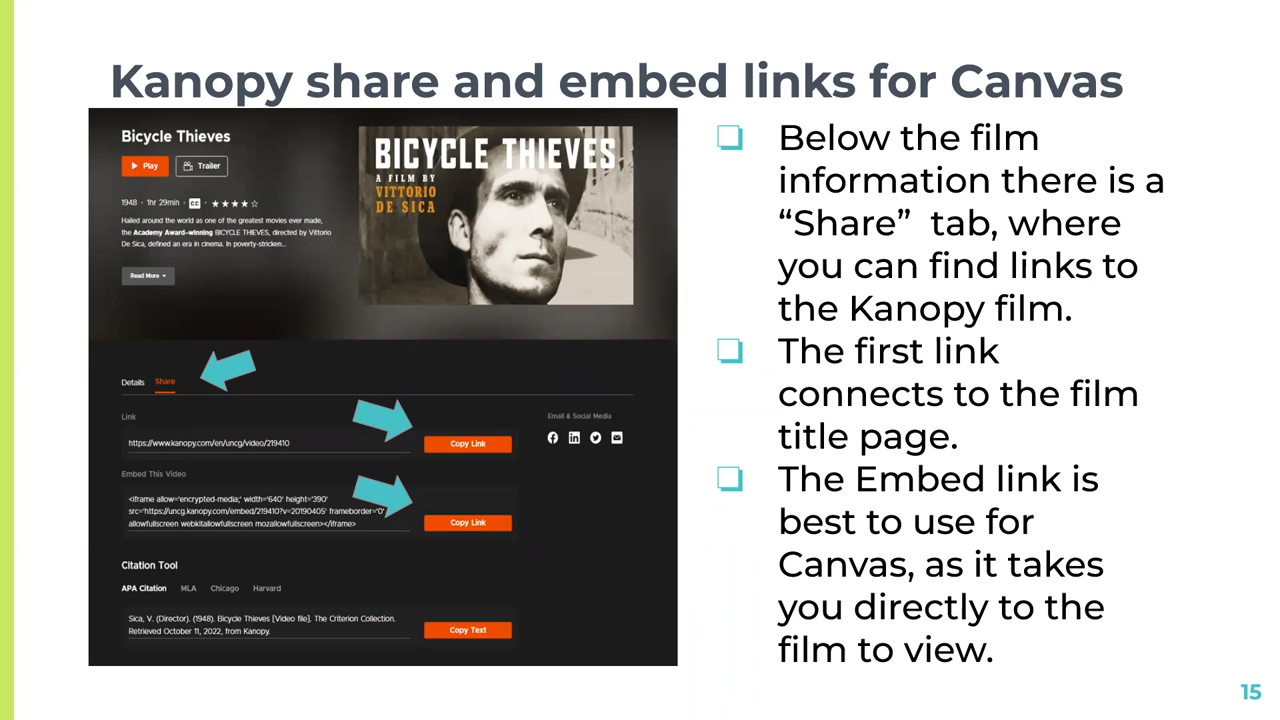 Kanopy share and embed links for Canvas
Bicycle Thieves
Play
Trailer
1948 · 1hr 29min · CC ·
Hailed around the world as one of the greatest movies ever made,
the Academy Award–winning BICYCLE THIEVES, directed by Vittorio
De Sica, defined an era in cinema. In poverty-stricken...
Read More
BICYCLE THIEVES
A FILM BY
VITTORIO
DE SICA
Details
Share
Link
https://www.kanopy.com/en/uncg/video/219410
Copy Link
Email & Social Media
Embed This Video
<iframe allow='encrypted-media;' width='640' height='390'
src='https://uncg.kanopy.com/embed/219410?v=20190405' frameborder='0'
allowfullscreen webkitallowfullscreen mozallowfullscreen></iframe>
Copy Link
Citation Tool
APA Citation
MLA
Chicago
Harvard
Sica, V. (Director). (1948). Bicycle Thieves [Video file]. The Criterion Collection.
Retrieved October 11, 2022, from Kanopy.
Copy Text
Below the film
information there is a
“Share”  tab, where
you can find links to
the Kanopy film.
The first link
connects to the film
title page.
The Embed link is
best to use for
Canvas, as it takes
you directly to the
film to view.
15